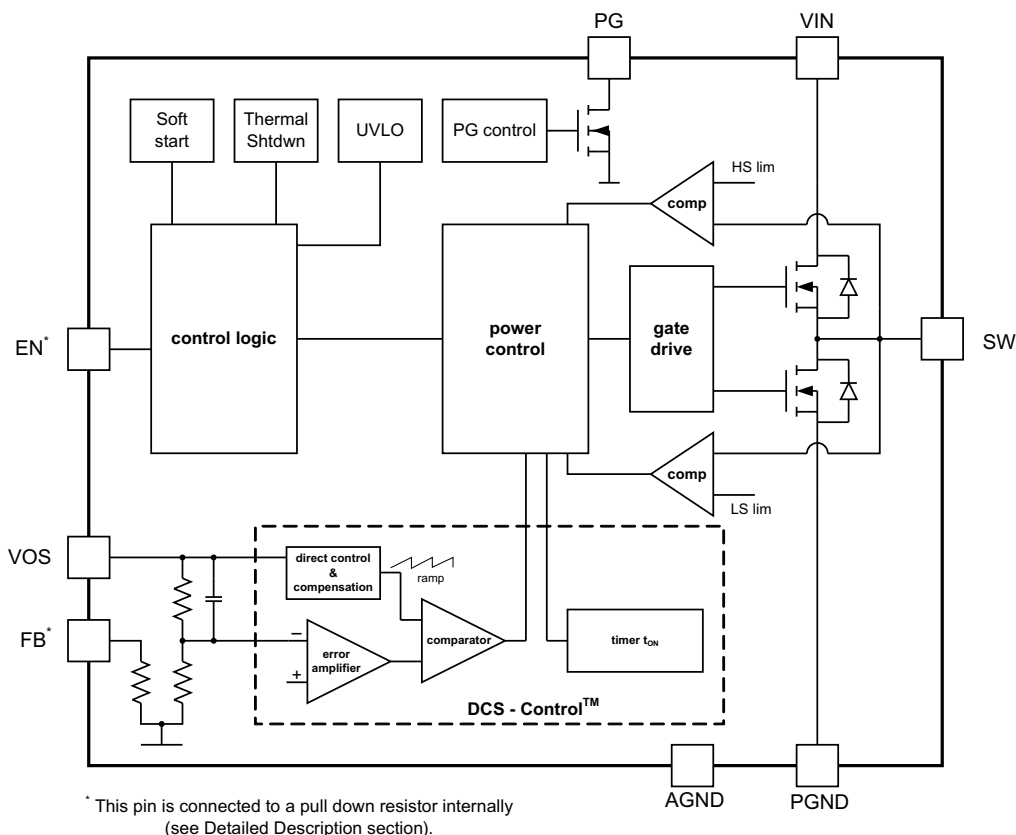 PG
VIN
Soft
start
Thermal
Shtdwn
UVLO
PG control
HS lim
comp
EN*
control logic
power
control
gate
drive
SW
comp
LS lim
VOS
direct control
&
compensation
ramp
FB*
−
error
amplifier
+
comparator
timer tON
DCS - Control™
AGND
PGND
* This pin is connected to a pull down resistor internally
(see Detailed Description section).